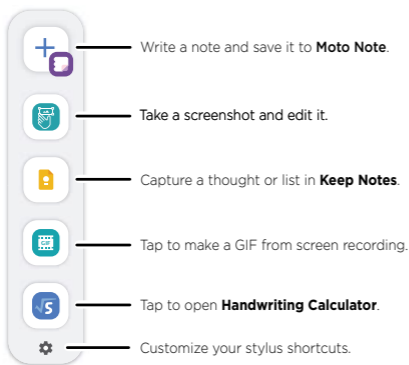 Write a note and save it to Moto Note.
Take a screenshot and edit it.
Capture a thought or list in Keep Notes.
GIF
Tap to make a GIF from screen recording.
√S
Tap to open Handwriting Calculator.
Customize your stylus shortcuts.